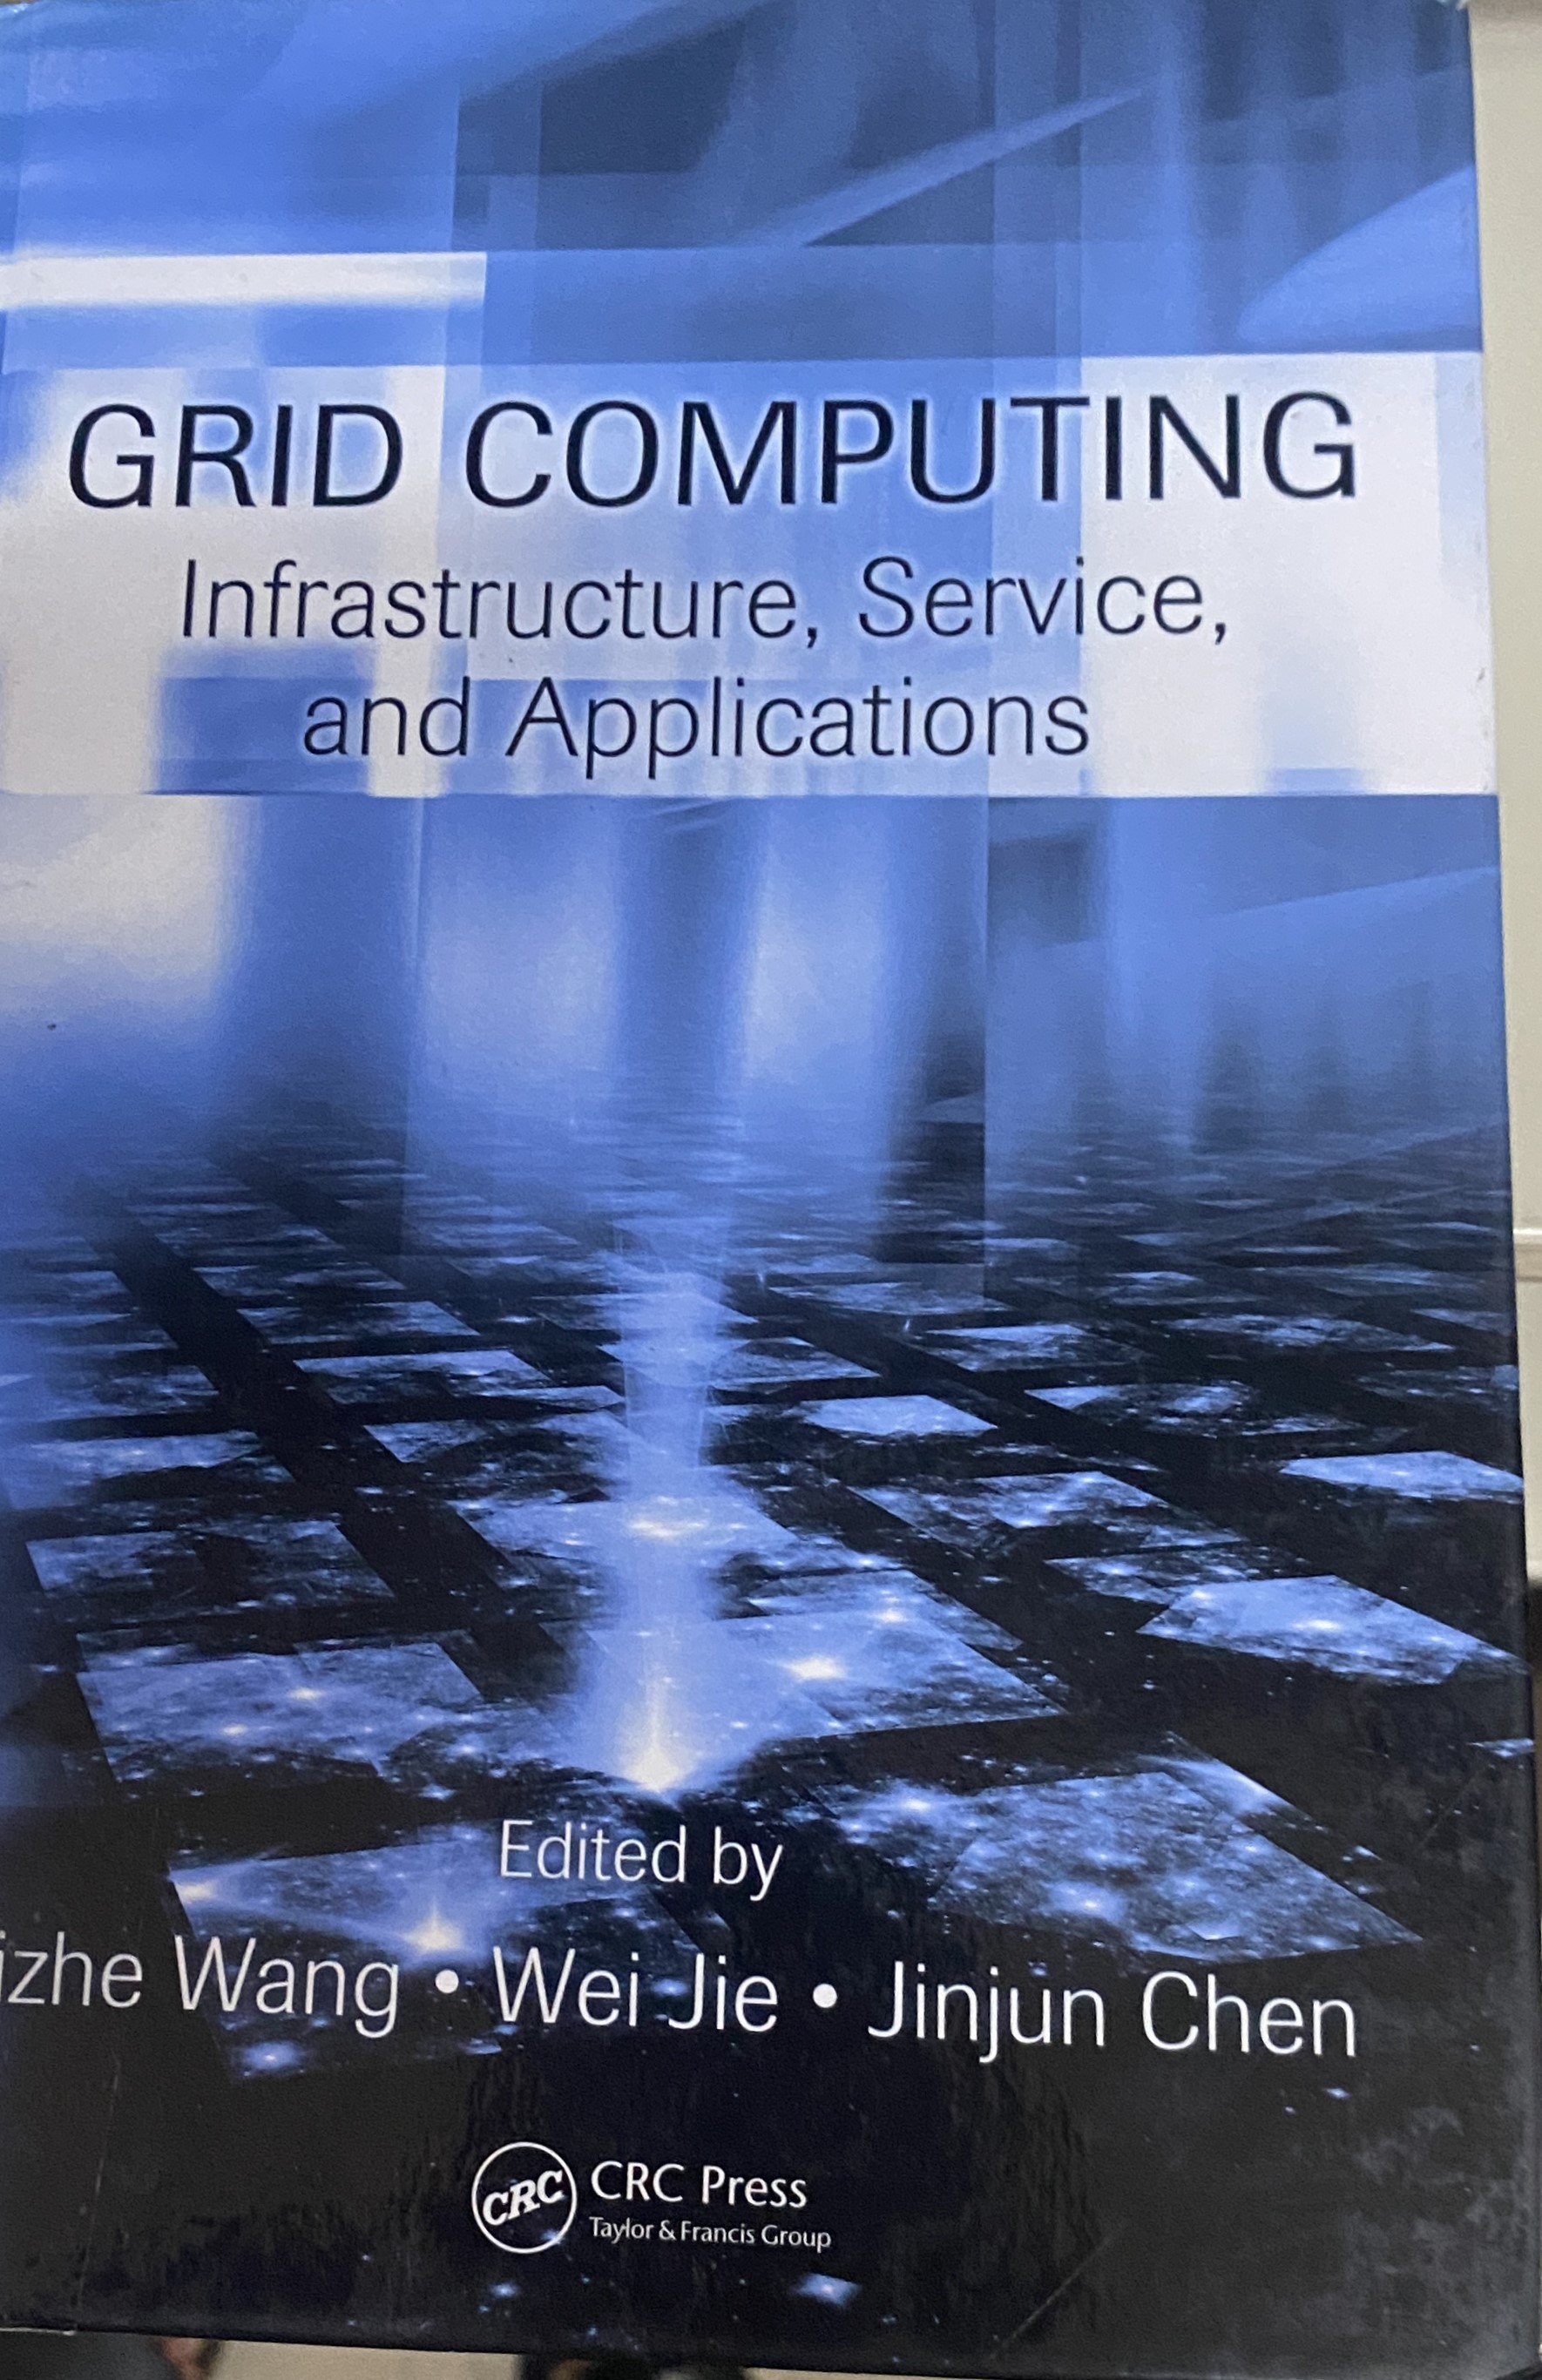 GRID COMPUTING
Infrastructure, Service,
and Applications
Edited by
izhe Wang • Wei Jie • Jinjun Chen
CRC CRC Press
Taylor & Francis Group